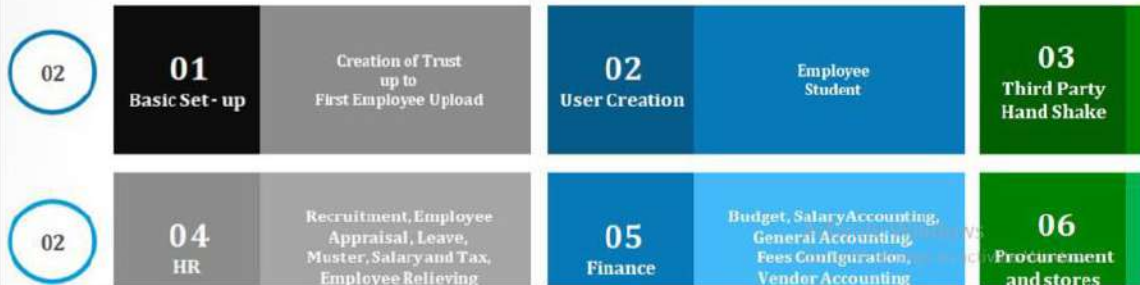 02
01
Basic Set-up
Creation of Trust
up to
First Employee Upload
02
User Creation
Employee
Student
03
Third Party
Hand Shake
02
04
HR
Recruitment, Employee
Appraisal, Leave,
Muster, Salary and Tax,
Employee Relieving
05
Finance
Budget, Salary Accounting,
General Accounting,
Fees Configuration,
Vendor Accounting
06
Procurement
and stores